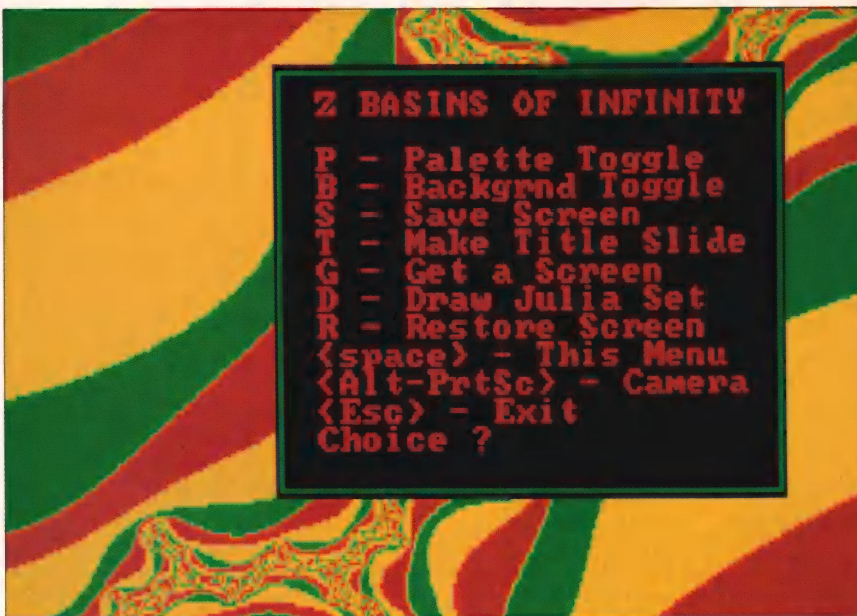 Z BASINS OF INFINITY
P - Palette Toggle
B - Backgrnd Toggle
S - Save Screen
T - Make Title Slide
G - Get a Screen
D - Draw Julia Set
R - Restore Screen
<space> - This Menu
<Alt-PrtSc> - Camera
<Esc> - Exit
Choice ?